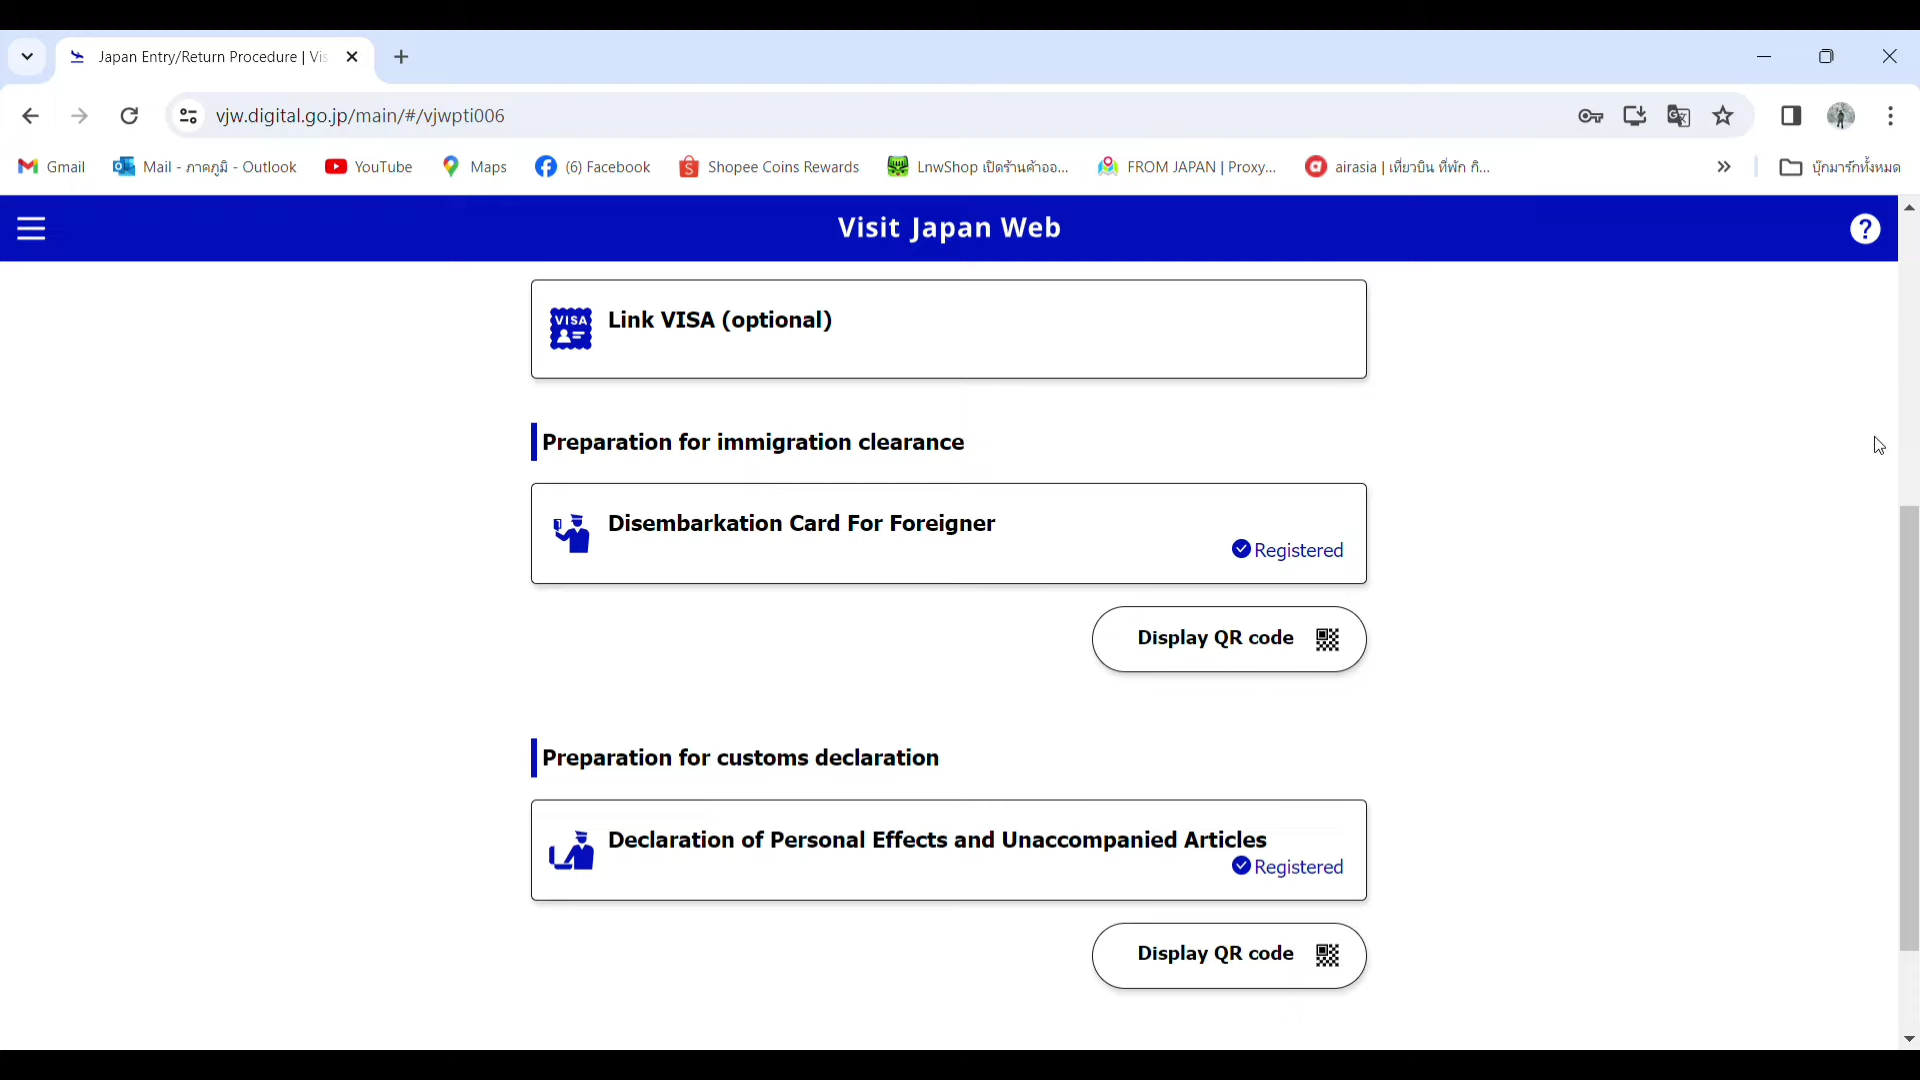 Japan Entry/Return Procedure | Vis
vjw.digital.go.jp/main/#/vjwpti006
Gmail
Mail - ภาคภูมิ - Outlook
YouTube
Maps
(6) Facebook
Shopee Coins Rewards
LnwShop เปิดร้านค้าออ...
FROM JAPAN | Proxy...
airasia | เที่ยวบิน ที่พัก กิ...
บุ๊กมาร์กทั้งหมด
Visit Japan Web
?
VISA
Link VISA (optional)
Preparation for immigration clearance
Disembarkation Card For Foreigner
Registered
Display QR code
Preparation for customs declaration
Declaration of Personal Effects and Unaccompanied Articles
Registered
Display QR code